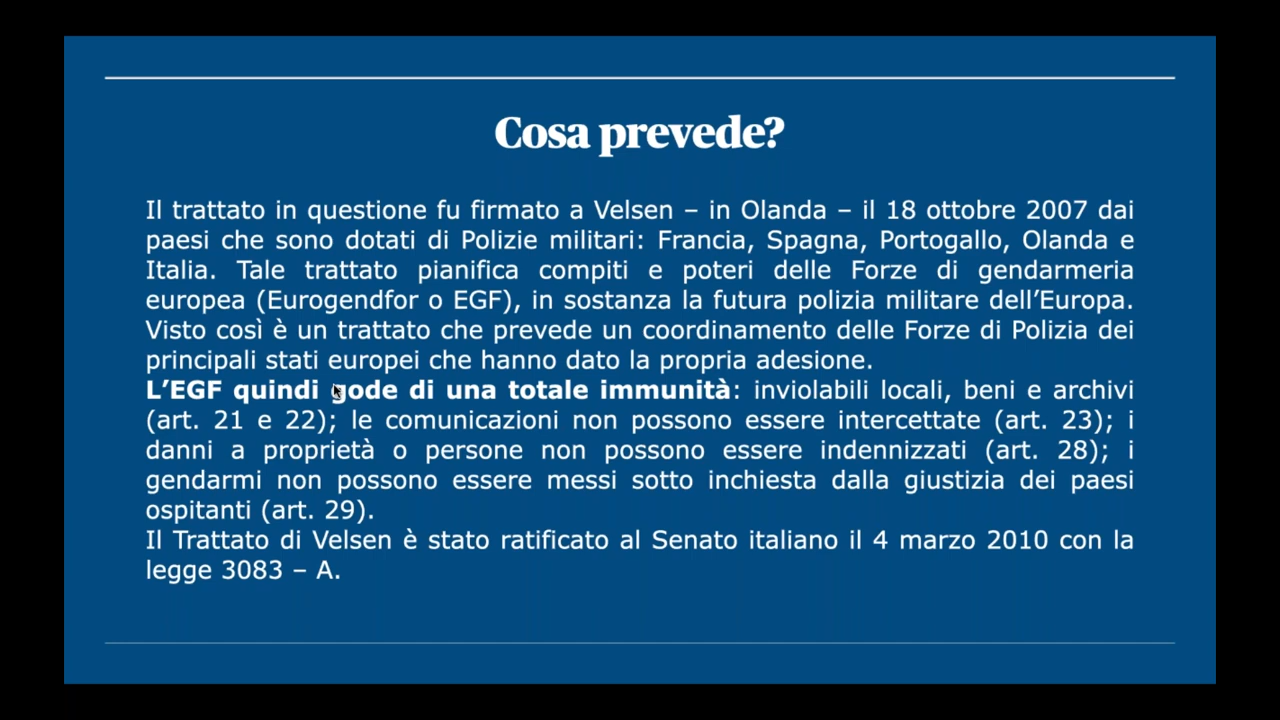 Cosa prevede?
Il trattato in questione fu firmato a Velsen – in Olanda – il 18 ottobre 2007 dai
paesi che sono dotati di Polizie militari: Francia, Spagna, Portogallo, Olanda e
Italia. Tale trattato pianifica compiti e poteri delle Forze di gendarmeria
europea (Eurogendfor o EGF), in sostanza la futura polizia militare dell’Europa.
Visto così è un trattato che prevede un coordinamento delle Forze di Polizia dei
principali stati europei che hanno dato la propria adesione.
L’EGF quindi gode di una totale immunità: inviolabili locali, beni e archivi
(art. 21 e 22); le comunicazioni non possono essere intercettate (art. 23); i
danni a proprietà o persone non possono essere indennizzati (art. 28); i
gendarmi non possono essere messi sotto inchiesta dalla giustizia dei paesi
ospitanti (art. 29).
Il Trattato di Velsen è stato ratificato al Senato italiano il 4 marzo 2010 con la
legge 3083 – A.